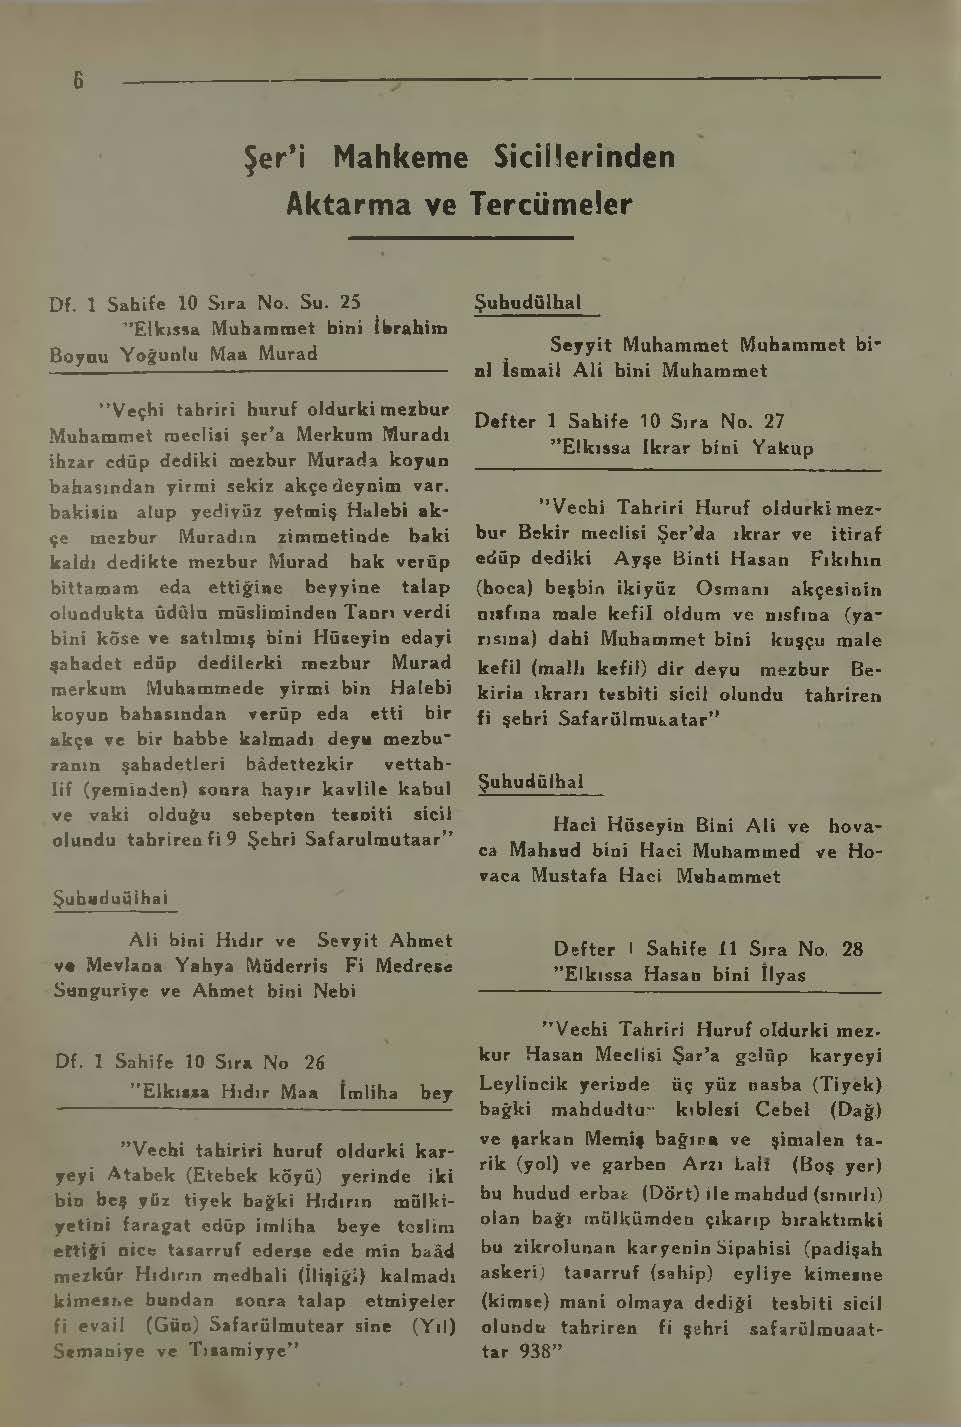 6
Şer'i Mahkeme Sicillerinden
Aktarma ve Tercümeler
Df. 1 Sahife 10 Sıra No. Su. 25
"Elkıssa Muhammet bini İbrahim
Boynu Yoğunlu Maa Murad
"Veçhi tahriri huruf oldurki mezbur
Muhammet meclisi şer'a Merkum Muradı
ihzar edüp dediki mezbur Murada koyun
bahasından yirmi sekiz akçe deynim var.
bakisin alup yediyüz yetmiş Halebi ak-
çe mezbur Muradın zimmetinde baki
kaldı dedikte mezbur Murad hak verüp
bittamam eda ettiğine beyyine talap
olundukta ûdûlu müsliminden Tanrı verdi
bini köse ve satılmış bini Hüseyin edayi
şahadet edüp dedilerki mezbur Murad
merkum Muhammede yirmi bin Halebi
koyun bahasından verüp eda etti bir
akçe ve bir habbe kalmadı deyu mezbu-
ranın şahadetleri bâdettezkir vettah-
lif (yeminden) sonra hayır kavlile kabul
ve vaki olduğu sebepten tesbiti sicil
olundu tahriren fi 9 Şehri Safarulmutaar"
Şuhuduülhal
Ali bini Hıdır ve Seyyit Ahmet
ve Mevlana Yahya Müderris Fi Medrese
Sunguriye ve Ahmet bini Nebi
Df. 1 Sahife 10 Sıra No 26
"Elkıssa Hıdır Maa İmliha bey
"Vechi tahiriri huruf oldurki kar-
yeyi Atabek (Etebek köyü) yerinde iki
bin beş yüz tiyek bağki Hıdırın mülki-
yetini faragat edüp imliha beye teslim
ettiği nice tasarruf ederse ede min baâd
mezkûr Hıdırın medhali (İlişiği) kalmadı
kimesne bundan sonra talap etmiyeler
fi evail (Gün) Safarülmutear sine (Yıl)
Semaniye ve Tısamiyye"
Şuhudülhal
Seyyit Muhammet Muhammet bi-
nl İsmail Ali bini Muhammet
Defter 1 Sahife 10 Sıra No. 27
"Elkıssa İkrar bini Yakup
"Vechi Tahriri Huruf oldurki mez-
bur Bekir meclisi Şer'da ıkrar ve itiraf
edüp dediki Ayşe Binti Hasan Fıkıhın
(hoca) beşbin ikiyüz Osmanı akçesinin
nısfına male kefil oldum ve nısfına (ya-
rısına) dahi Muhammet bini kuşçu male
kefil (mallı kefil) dir deyu mezbur Be-
kirin ıkrarı tesbiti sicil olundu tahriren
fi şehri Safarülmuaatar"
Şuhudülhal
Haci Hüseyin Bini Ali ve hova-
ca Mahsud bini Haci Muhammed ve Ho-
vaca Mustafa Haci Muhammet
Defter 1 Sahife 11 Sıra No. 28
"Elkıssa Hasan bini İlyas
"Vechi Tahriri Huruf oldurki mez-
kur Hasan Meclisi Şar'a gelüp karyeyi
Leylincik yerinde üç yüz nasba (Tiyek)
bağki mahdudtur kıblesi Cebel (Dağ)
ve şarkan Memiş bağına ve şimalen ta-
rik (yol) ve garben Arzı Lali (Boş yer)
bu hudud erbaa (Dört) ile mahdud (sınırlı)
olan bağı mülkümden çıkarıp bıraktımki
bu zikrolunan karyenin Sipahisi (padişah
askeri) tasarruf (sahip) eyliye kimesne
(kimse) mani olmaya dediği tesbiti sicil
olundu tahriren fi şehri safarülmuaat-
tar 938"